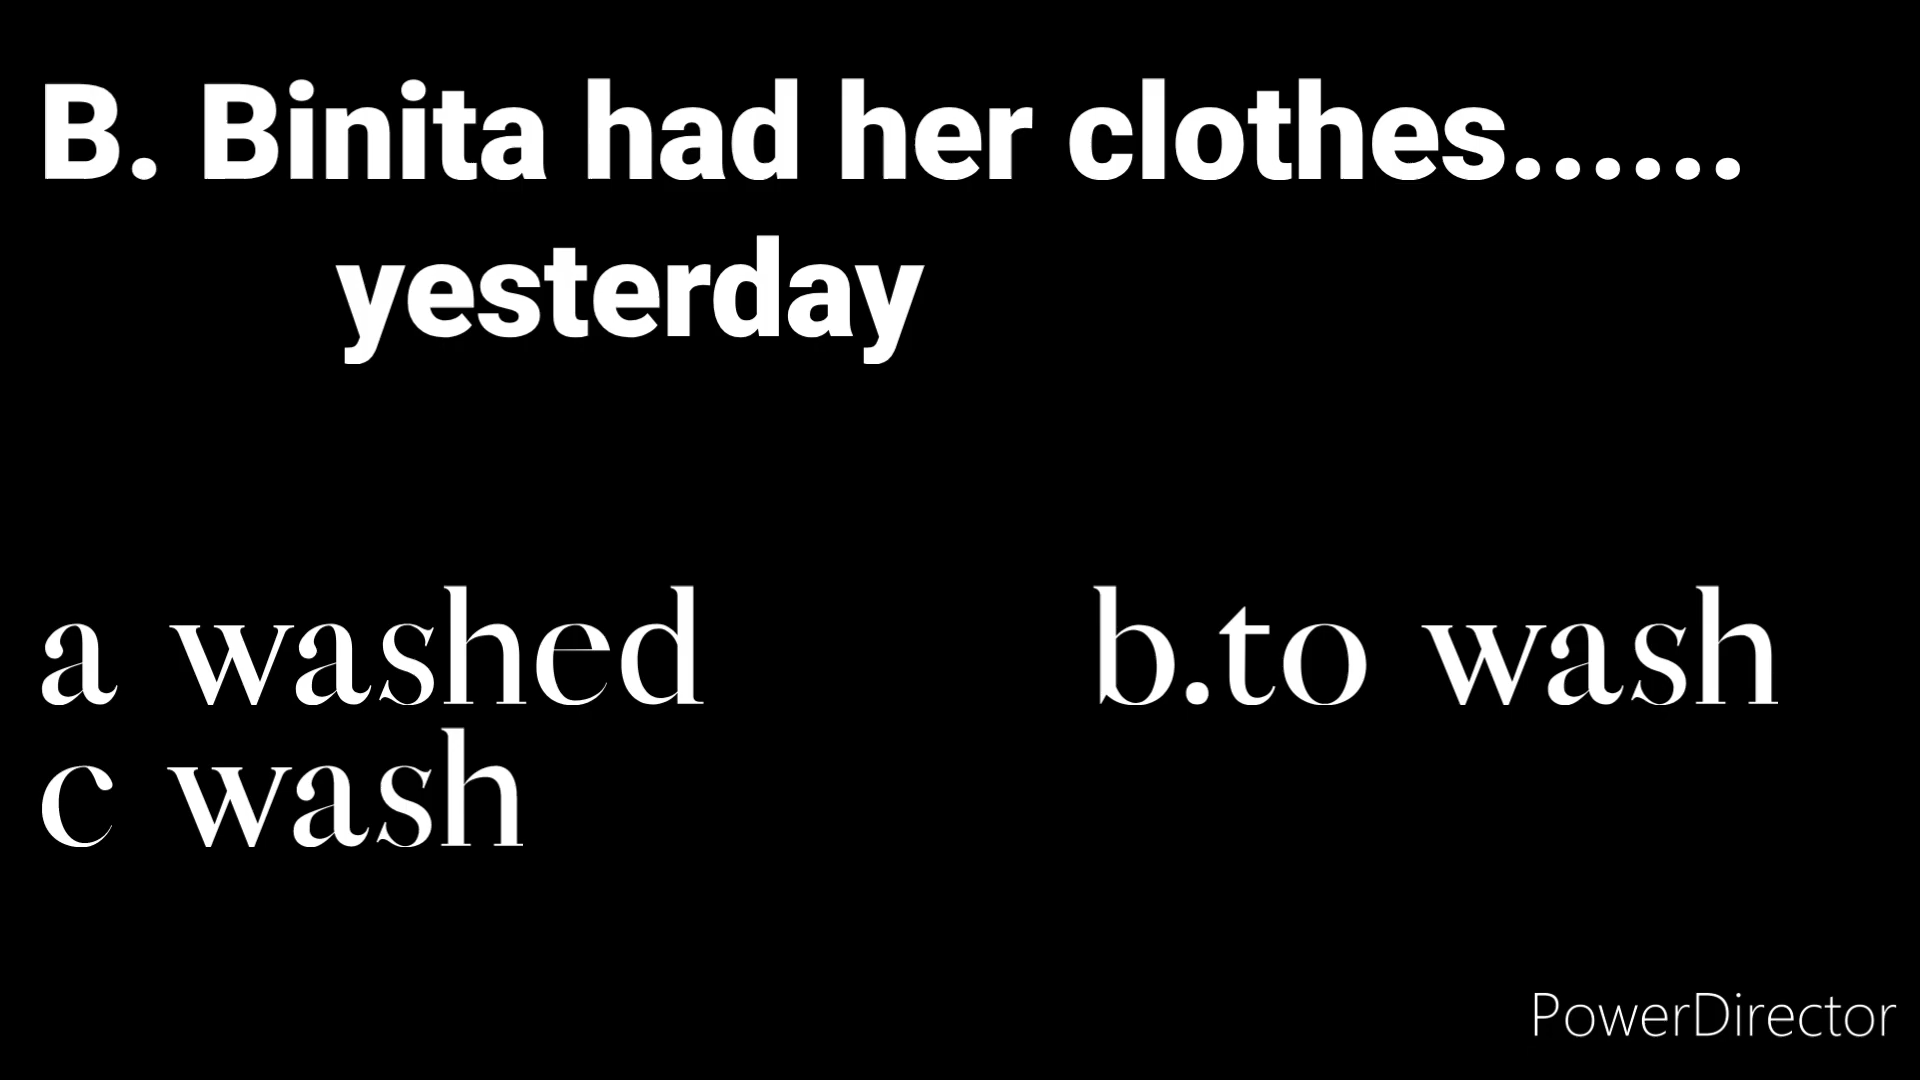 B. Binita had her clothes......
yesterday
a washed b.to wash
c wash
PowerDirector